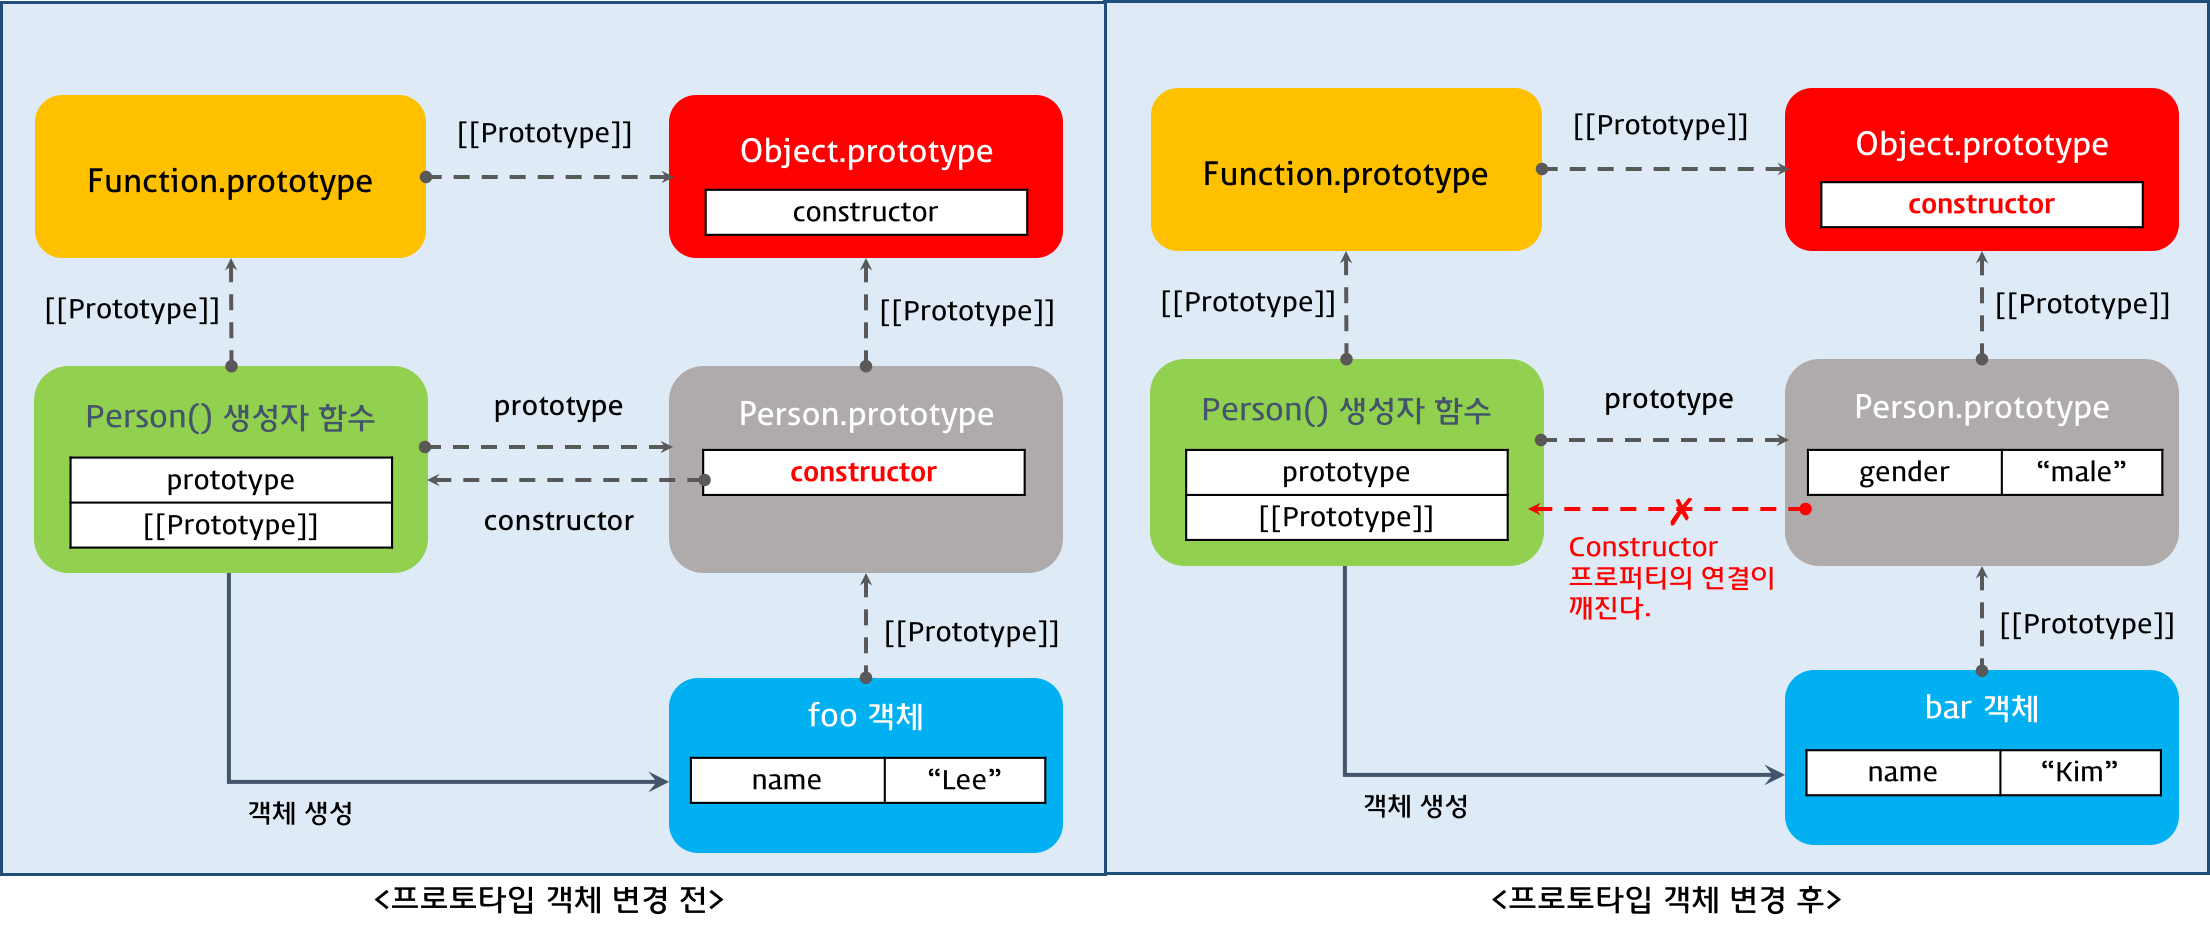 Function.prototype
[[Prototype]]
Object.prototype
constructor
[[Prototype]]
[[Prototype]]
Person() 생성자 함수
prototype
[[Prototype]]
prototype
constructor
Person.prototype
constructor
[[Prototype]]
foo 객체
name “Lee”
객체 생성
<프로토타입 객체 변경 전>
Function.prototype
[[Prototype]]
Object.prototype
constructor
[[Prototype]]
[[Prototype]]
Person() 생성자 함수
prototype
[[Prototype]]
prototype
Person.prototype
gender “male”
✗
Constructor
프로퍼티의 연결이
깨진다.
[[Prototype]]
bar 객체
name “Kim”
객체 생성
<프로토타입 객체 변경 후>